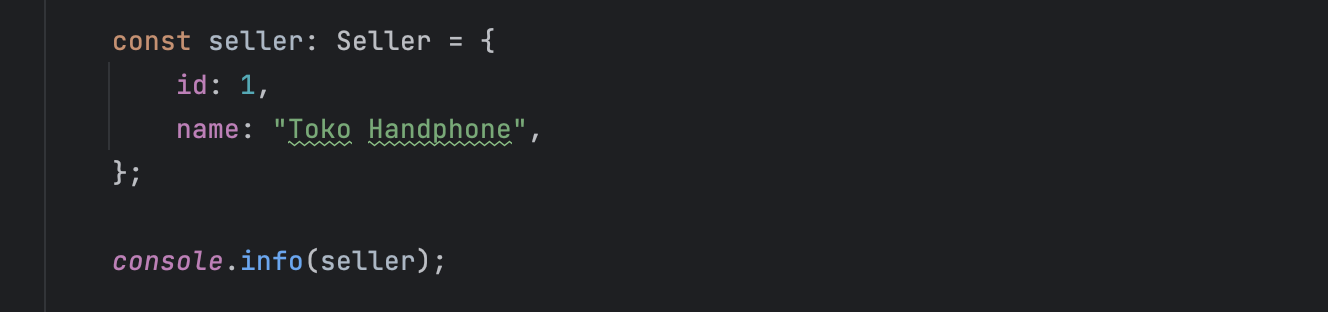 const seller: Seller = {
    id: 1,
    name: "Toko Handphone",
};
console.info(seller);